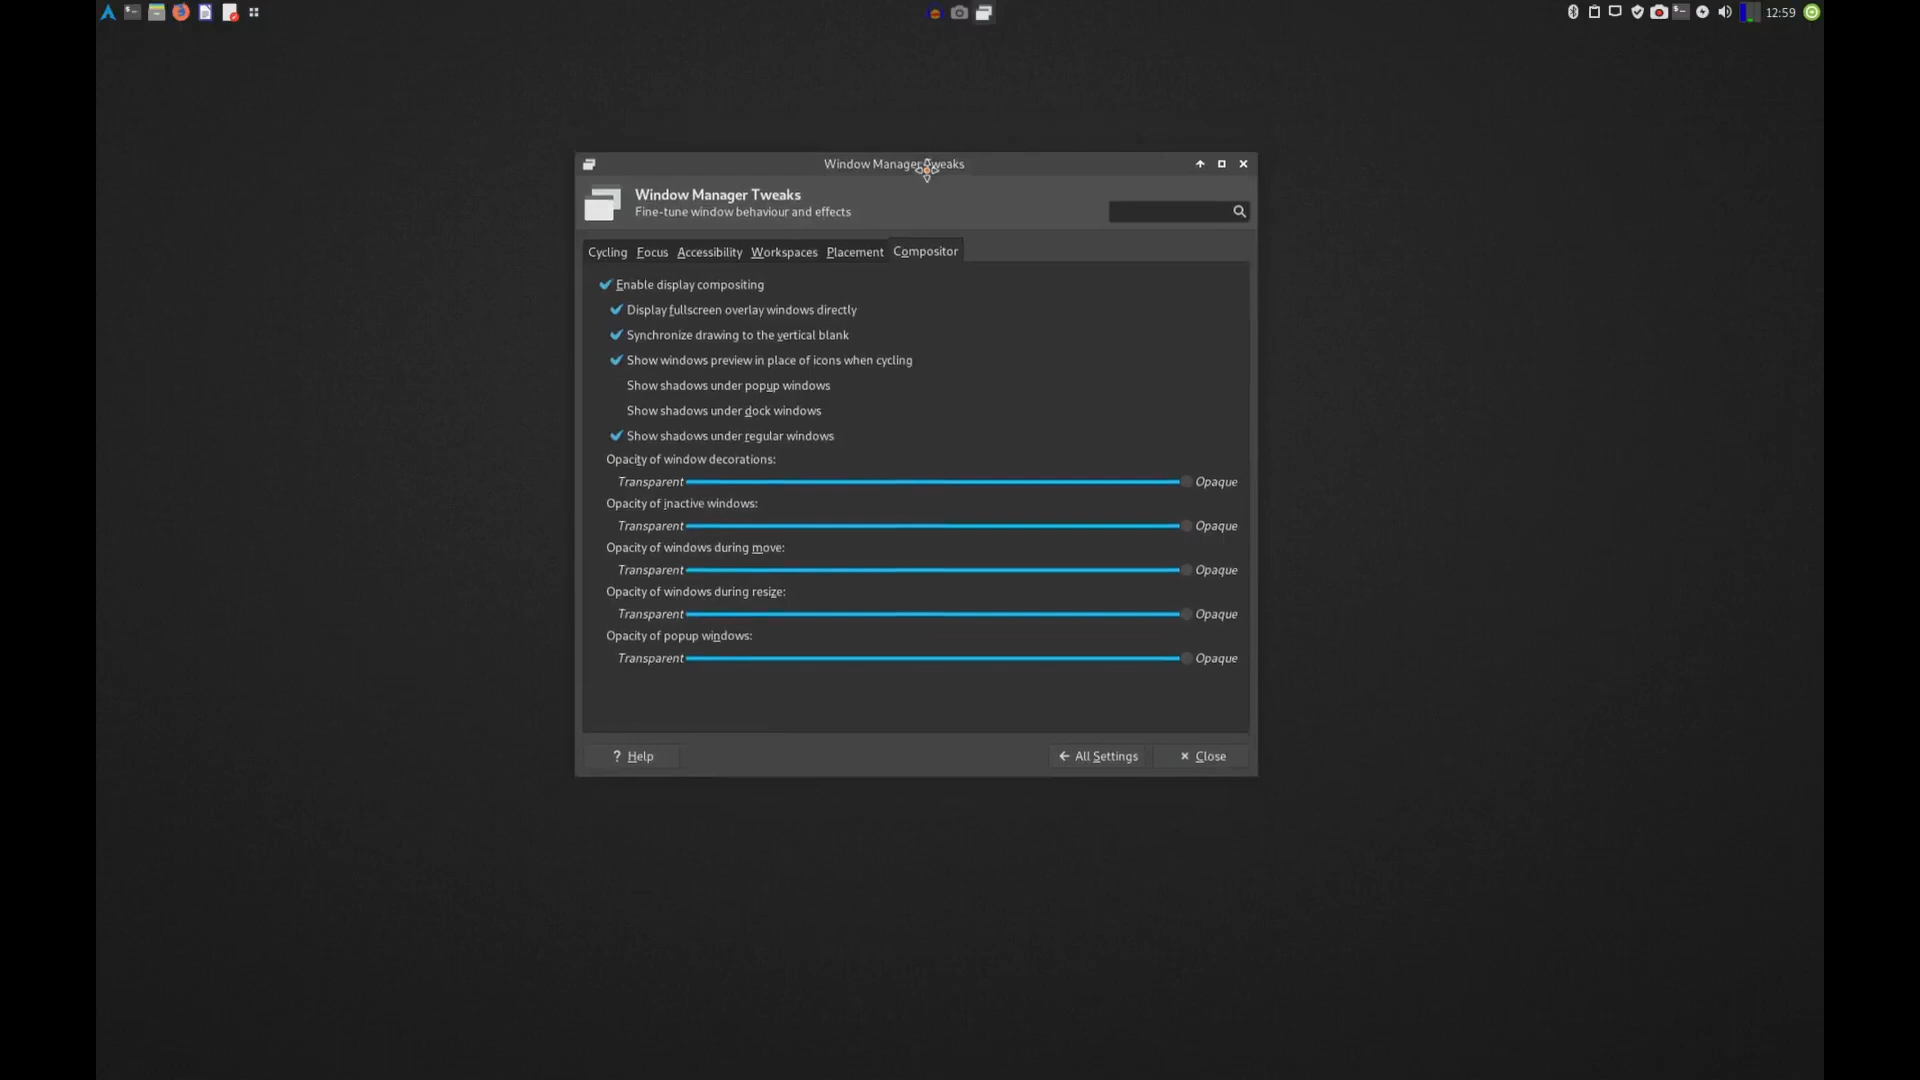 12:59
Window Manager Tweaks
Window Manager Tweaks
Fine-tune window behaviour and effects
Cycling Focus Accessibility Workspaces Placement Compositor
Enable display compositing
Display fullscreen overlay windows directly
Synchronize drawing to the vertical blank
Show windows preview in place of icons when cycling
Show shadows under popup windows
Show shadows under dock windows
Show shadows under regular windows
Opacity of window decorations:
Transparent Opaque
Opacity of inactive windows:
Transparent Opaque
Opacity of windows during move:
Transparent Opaque
Opacity of windows during resize:
Transparent Opaque
Opacity of popup windows:
Transparent Opaque
? Help All Settings Close